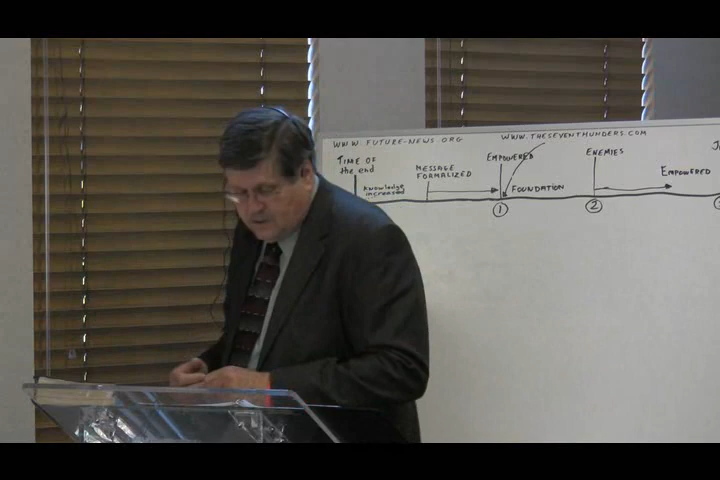 WWW. FUTURE-NEWS.ORG
WWW. THESEVENTHUNDERS.COM
TIME OF
the end
Knowledge
increased
MESSAGE
FORMALIZED
EMPOWERED
FOUNDATION
1
ENEMIES
2
EMPOWERED